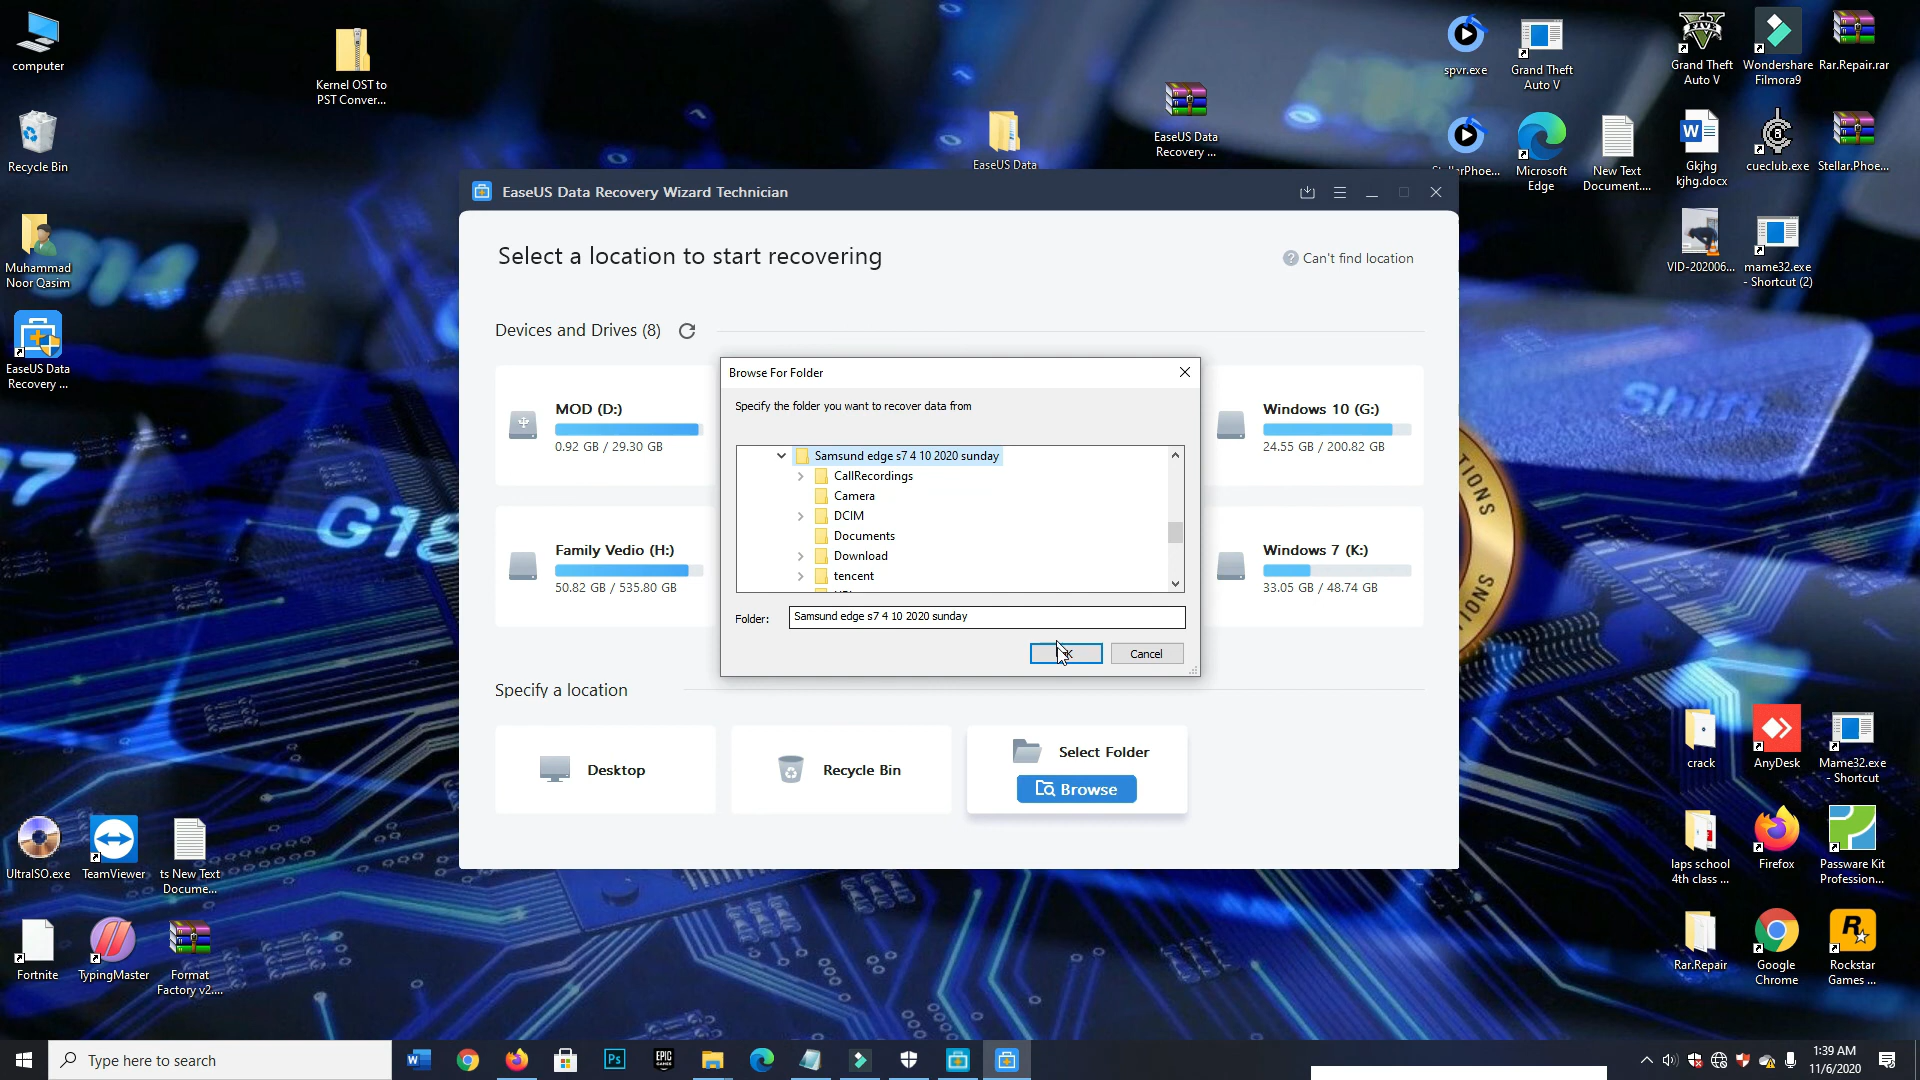 computer
Recycle Bin
Muhammad
Noor Qasim
EaseUS Data
Recovery ...
Kernel OST to
PST Conver...
EaseUS Data
EaseUS Data
Recovery ...
spvr.exe
Grand Theft
Auto V
Grand Theft
Auto V
Wondershare
Filmora9
Rar.Repair.rar
Microsoft
Edge
New Text
Document....
Gkjhg
kjhg.docx
cueclub.exe
Stellar.Phoe...
VID-202006...
mame32.exe
- Shortcut (2)
EaseUS Data Recovery Wizard Technician
Select a location to start recovering
Can't find location
Devices and Drives (8)
MOD (D:)
0.92 GB / 29.30 GB
Windows 10 (G:)
24.55 GB / 200.82 GB
Family Vedio (H:)
50.82 GB / 535.80 GB
Windows 7 (K:)
33.05 GB / 48.74 GB
Browse For Folder
Specify the folder you want to recover data from
Samsund edge s7 4 10 2020 sunday
CallRecordings
Camera
DCIM
Documents
Download
tencent
Folder:
Samsund edge s7 4 10 2020 sunday
Cancel
Specify a location
Desktop
Recycle Bin
Select Folder
Browse
Shift
crack
AnyDesk
Mame32.exe
- Shortcut
UltraISO.exe
TeamViewer
ts New Text
Docume...
laps school
4th class ...
Firefox
Passware Kit
Profession...
Fortnite
TypingMaster
Format
Factory v2....
Rar.Repair
Google
Chrome
Rockstar
Games ...
Type here to search
1:39 AM
11/6/2020